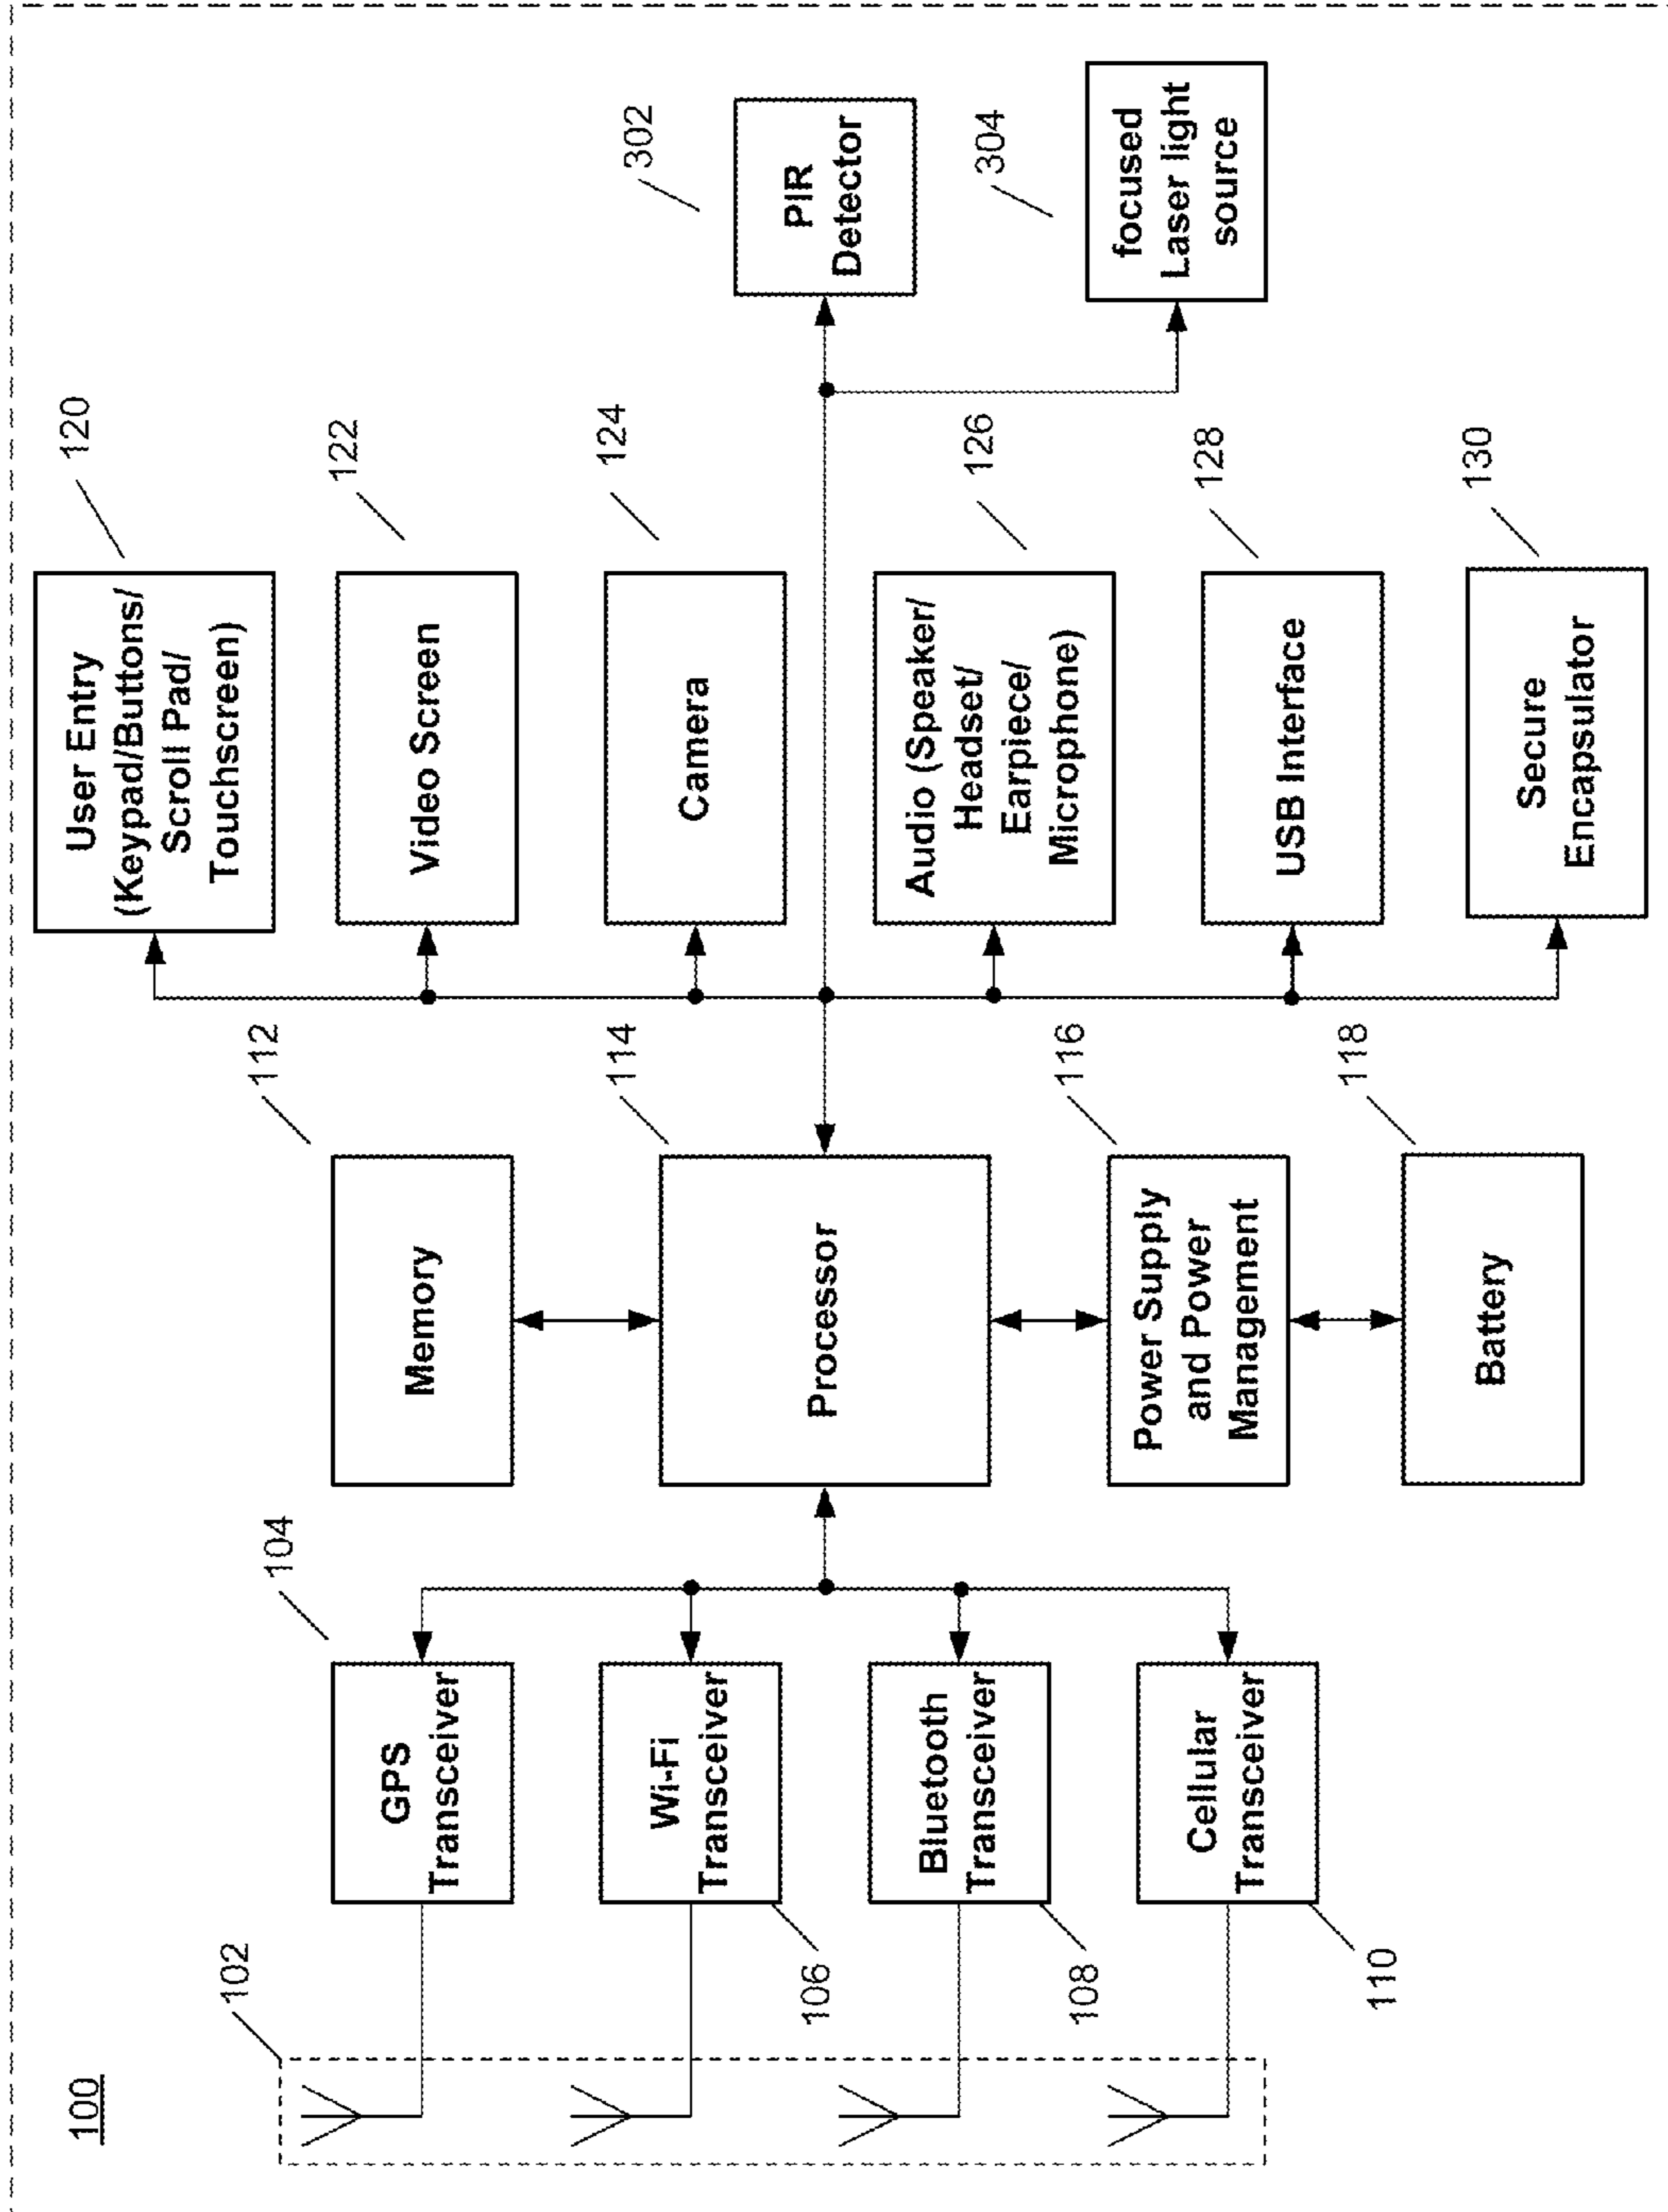 100
102
GPS
Transceiver
104
Wi-Fi
Transceiver
106
Bluetooth
Transceiver
108
Cellular
Transceiver
110
Memory
112
Processor
114
Power Supply
and Power
Management
116
Battery
118
User Entry
(Keypad/Buttons/
Scroll Pad/
Touchscreen)
120
Video Screen
122
Camera
124
Audio (Speaker/
Headset/
Earpiece/
Microphone)
126
USB Interface
128
Secure
Encapsulator
130
PIR
Detector
302
focused
Laser light
source
304